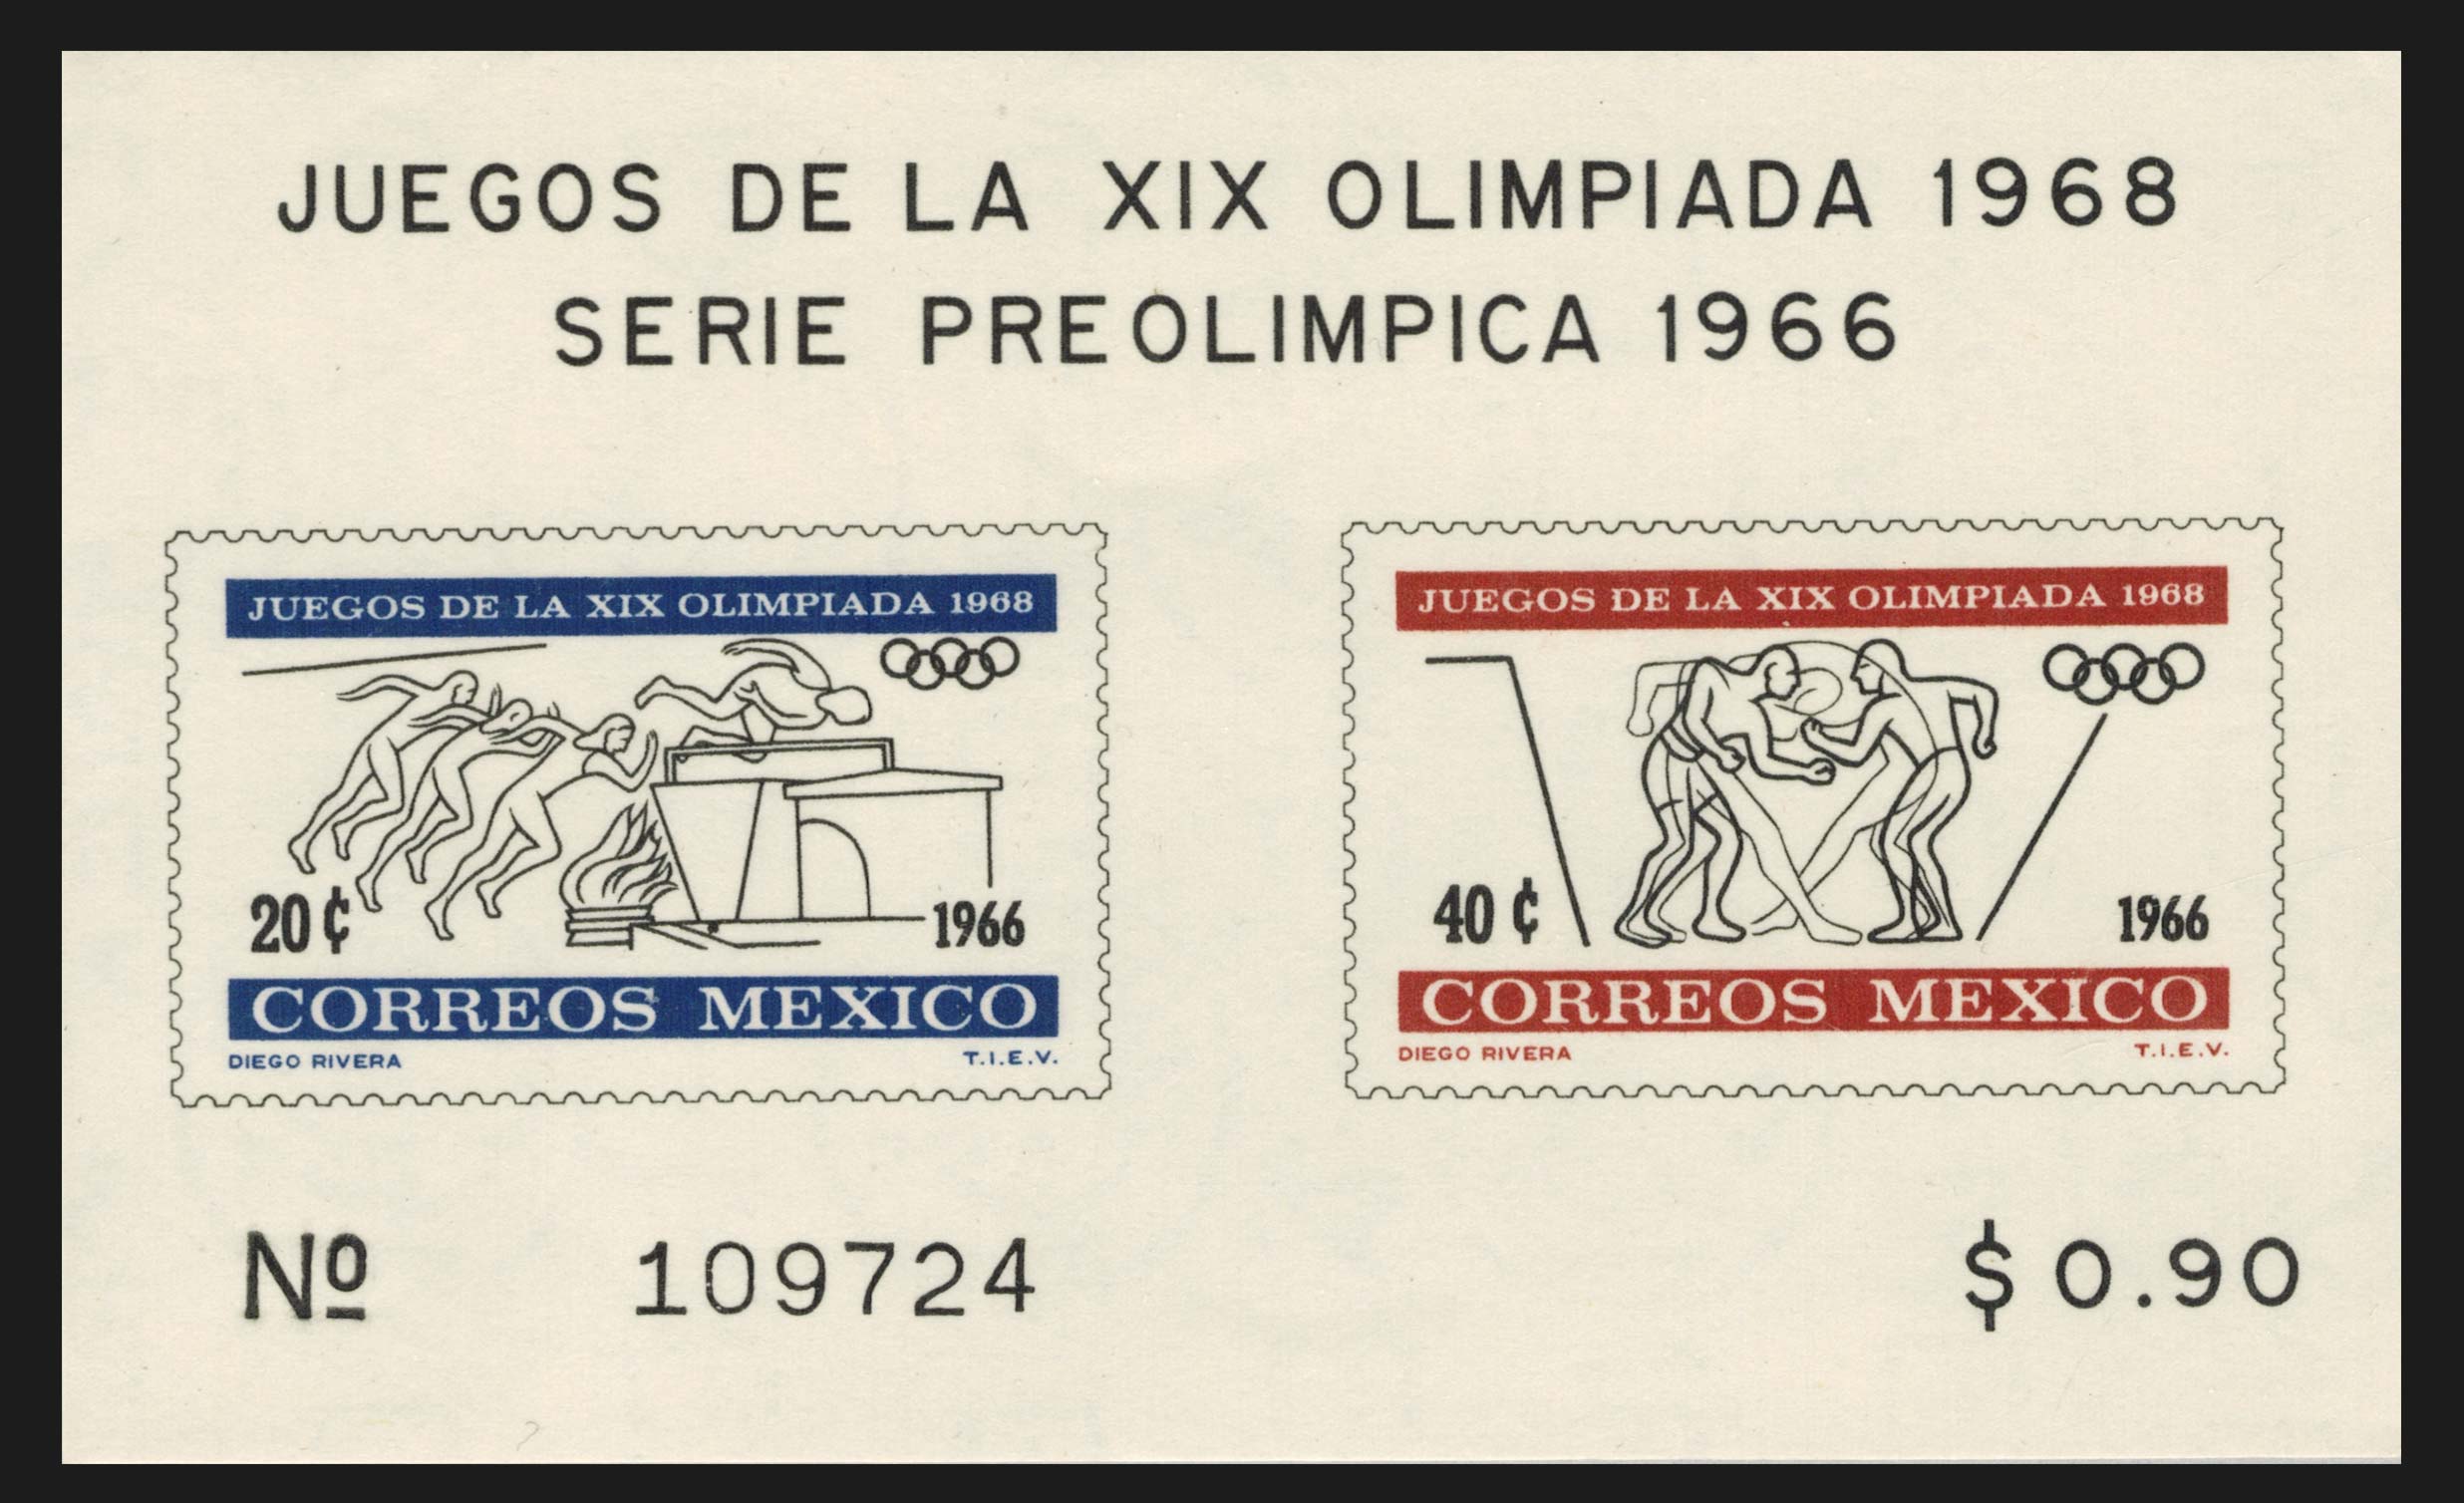 JUEGOS DE LA XIX OLIMPIADA 1968
SERIE PREOLIMPICA 1966
JUEGOS DE LA XIX OLIMPIADA 1968
20 ¢
1966
CORREOS MEXICO
DIEGO RIVERA
T.I.E.V.
JUEGOS DE LA XIX OLIMPIADA 1968
40 ¢
1966
CORREOS MEXICO
DIEGO RIVERA
T.I.E.V.
Nº 109724
$ 0.90